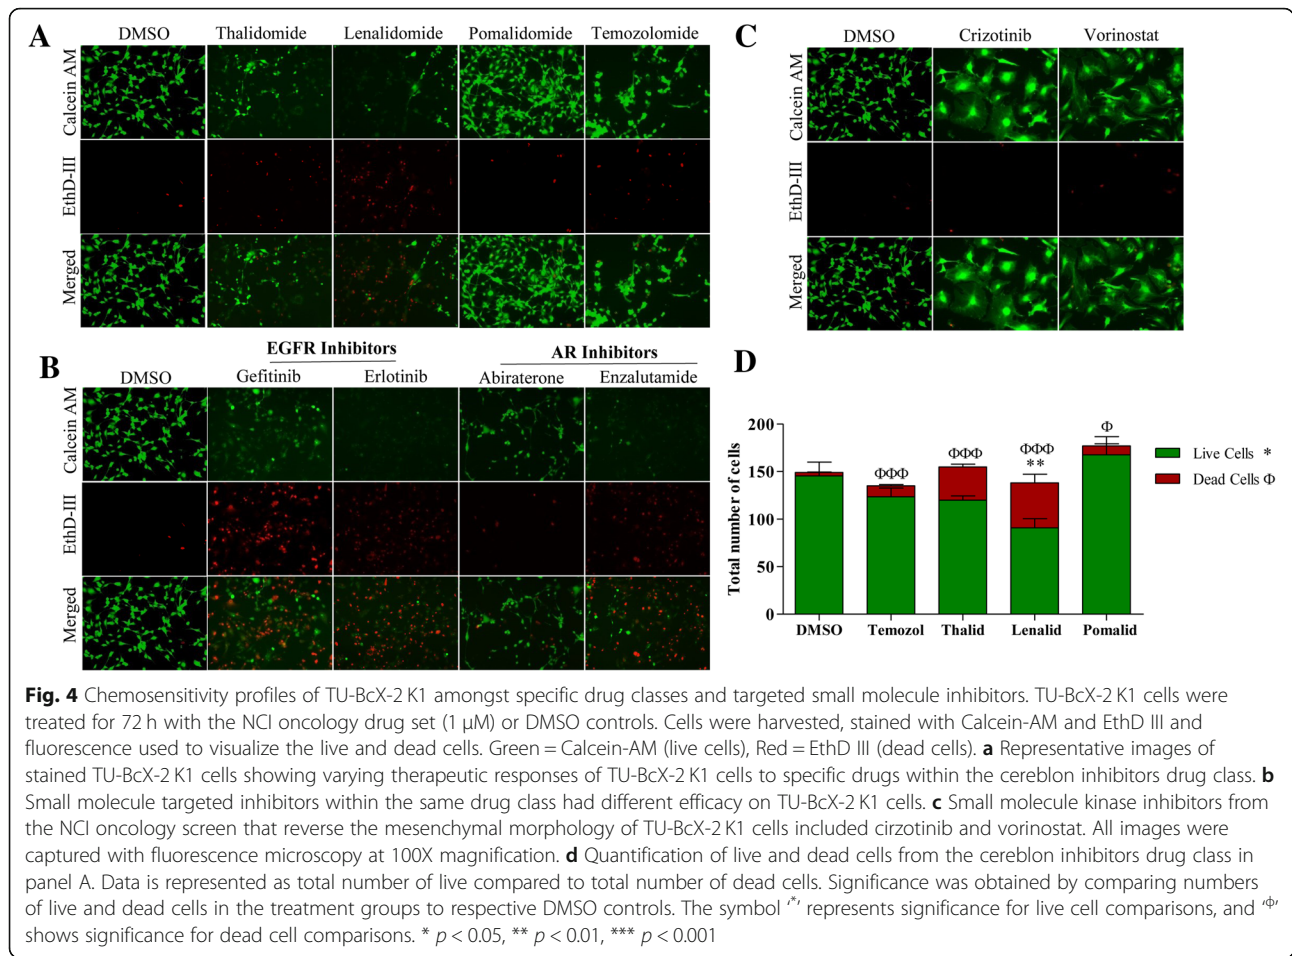 A
DMSO Thalidomide Lenalidomide Pomalidomide Temozolomide
Calcein AM
EthD-III
Merged
B
EGFR Inhibitors AR Inhibitors
DMSO Gefitinib Erlotinib Abiraterone Enzalutamide
Calcein AM
EthD-III
Merged
C
DMSO Crizotinib Vorinostat
Calcein AM
EthD-III
Merged
D
Total number of cells
200
150
100
50
0
ΦΦΦ
ΦΦΦ
ΦΦΦ
**
Φ
DMSO Temozol Thalid Lenalid Pomalid
Live Cells *
Dead Cells Φ
Fig. 4 Chemosensitivity profiles of TU-BcX-2 K1 amongst specific drug classes and targeted small molecule inhibitors. TU-BcX-2 K1 cells were
treated for 72 h with the NCI oncology drug set (1 μM) or DMSO controls. Cells were harvested, stained with Calcein-AM and EthD III and
fluorescence used to visualize the live and dead cells. Green = Calcein-AM (live cells), Red = EthD III (dead cells). a Representative images of
stained TU-BcX-2 K1 cells showing varying therapeutic responses of TU-BcX-2 K1 cells to specific drugs within the cereblon inhibitors drug class. b
Small molecule targeted inhibitors within the same drug class had different efficacy on TU-BcX-2 K1 cells. c Small molecule kinase inhibitors from
the NCI oncology screen that reverse the mesenchymal morphology of TU-BcX-2 K1 cells included cirzotinib and vorinostat. All images were
captured with fluorescence microscopy at 100X magnification. d Quantification of live and dead cells from the cereblon inhibitors drug class in
panel A. Data is represented as total number of live compared to total number of dead cells. Significance was obtained by comparing numbers
of live and dead cells in the treatment groups to respective DMSO controls. The symbol ‘*’ represents significance for live cell comparisons, and ‘ϕ’
shows significance for dead cell comparisons. * p < 0.05, ** p < 0.01, *** p < 0.001